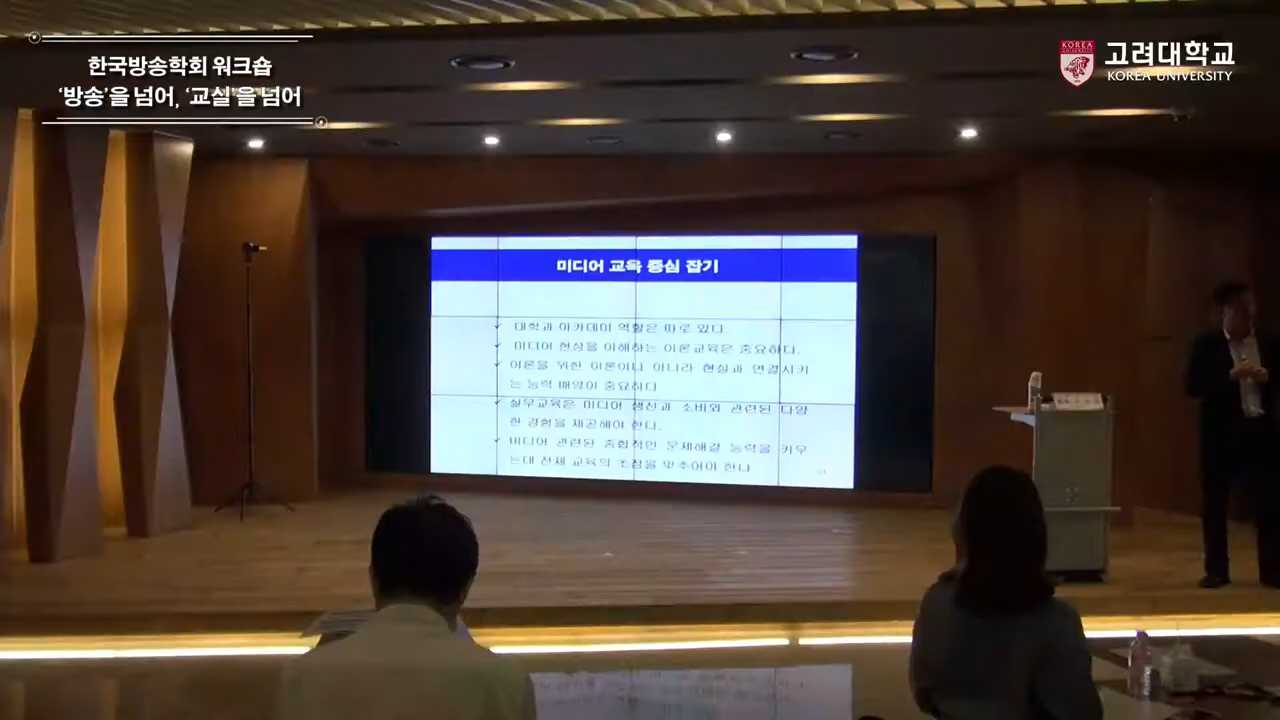 한국방송학회 워크숍
‘방송’을 넘어, ‘교실’을 넘어
KOREA
UNIVERSITY
고려대학교
KOREA UNIVERSITY
미디어 교육 중심 잡기
✓ 대학과 아카데미 역할은 따로 있다.
✓ 미디어 현상을 이해하는 이론교육은 중요하다.
✓ 이론을 위한 이론이니 아니라 현실과 연결시키
는 능력 배양이 중요하다
✓ 실무교육은 미디어 생산과 소비와 관련된 다양
한 경험을 제공해야 한다.
✓ 미디어 관련된 종합적인 문제해결 능력을 키우
는데 전체 교육의 초점을 맞추어야 한다